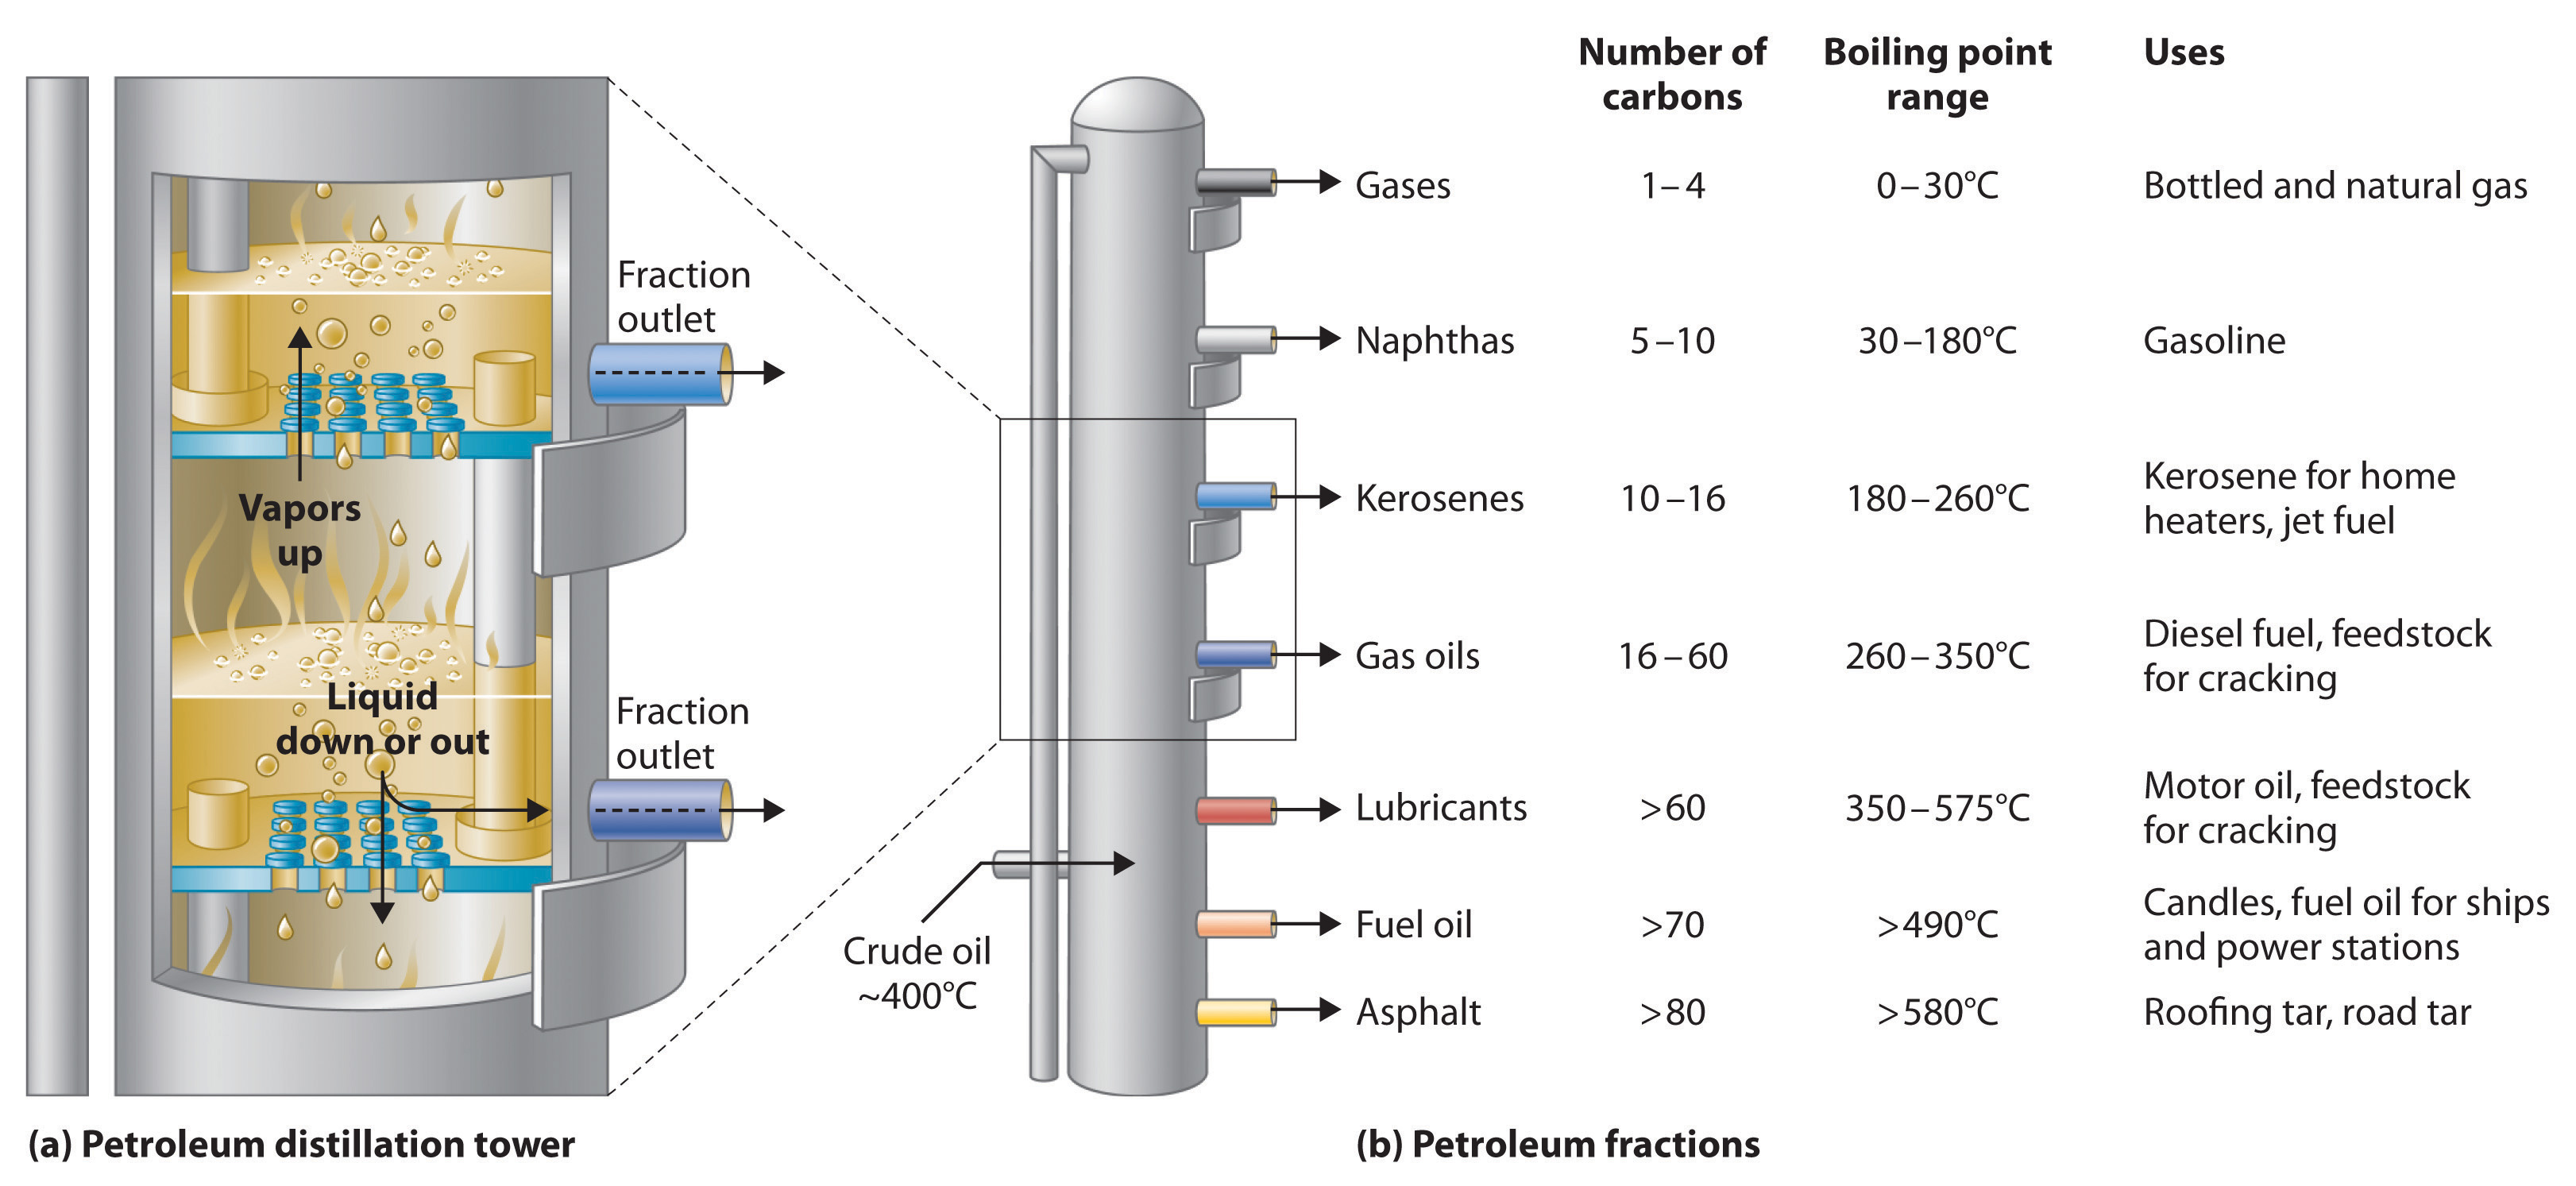 Number of
carbons
Boiling point
range
Uses
Gases
1–4
0–30°C
Bottled and natural gas
Fraction
outlet
Naphthas
5–10
30–180°C
Gasoline
Vapors
up
Kerosenes
10–16
180–260°C
Kerosene for home
heaters, jet fuel
Liquid
down or out
Fraction
outlet
Gas oils
16–60
260–350°C
Diesel fuel, feedstock
for cracking
Lubricants
>60
350–575°C
Motor oil, feedstock
for cracking
Crude oil
~400°C
Fuel oil
>70
>490°C
Candles, fuel oil for ships
and power stations
Asphalt
>80
>580°C
Roofing tar, road tar
(a) Petroleum distillation tower
(b) Petroleum fractions